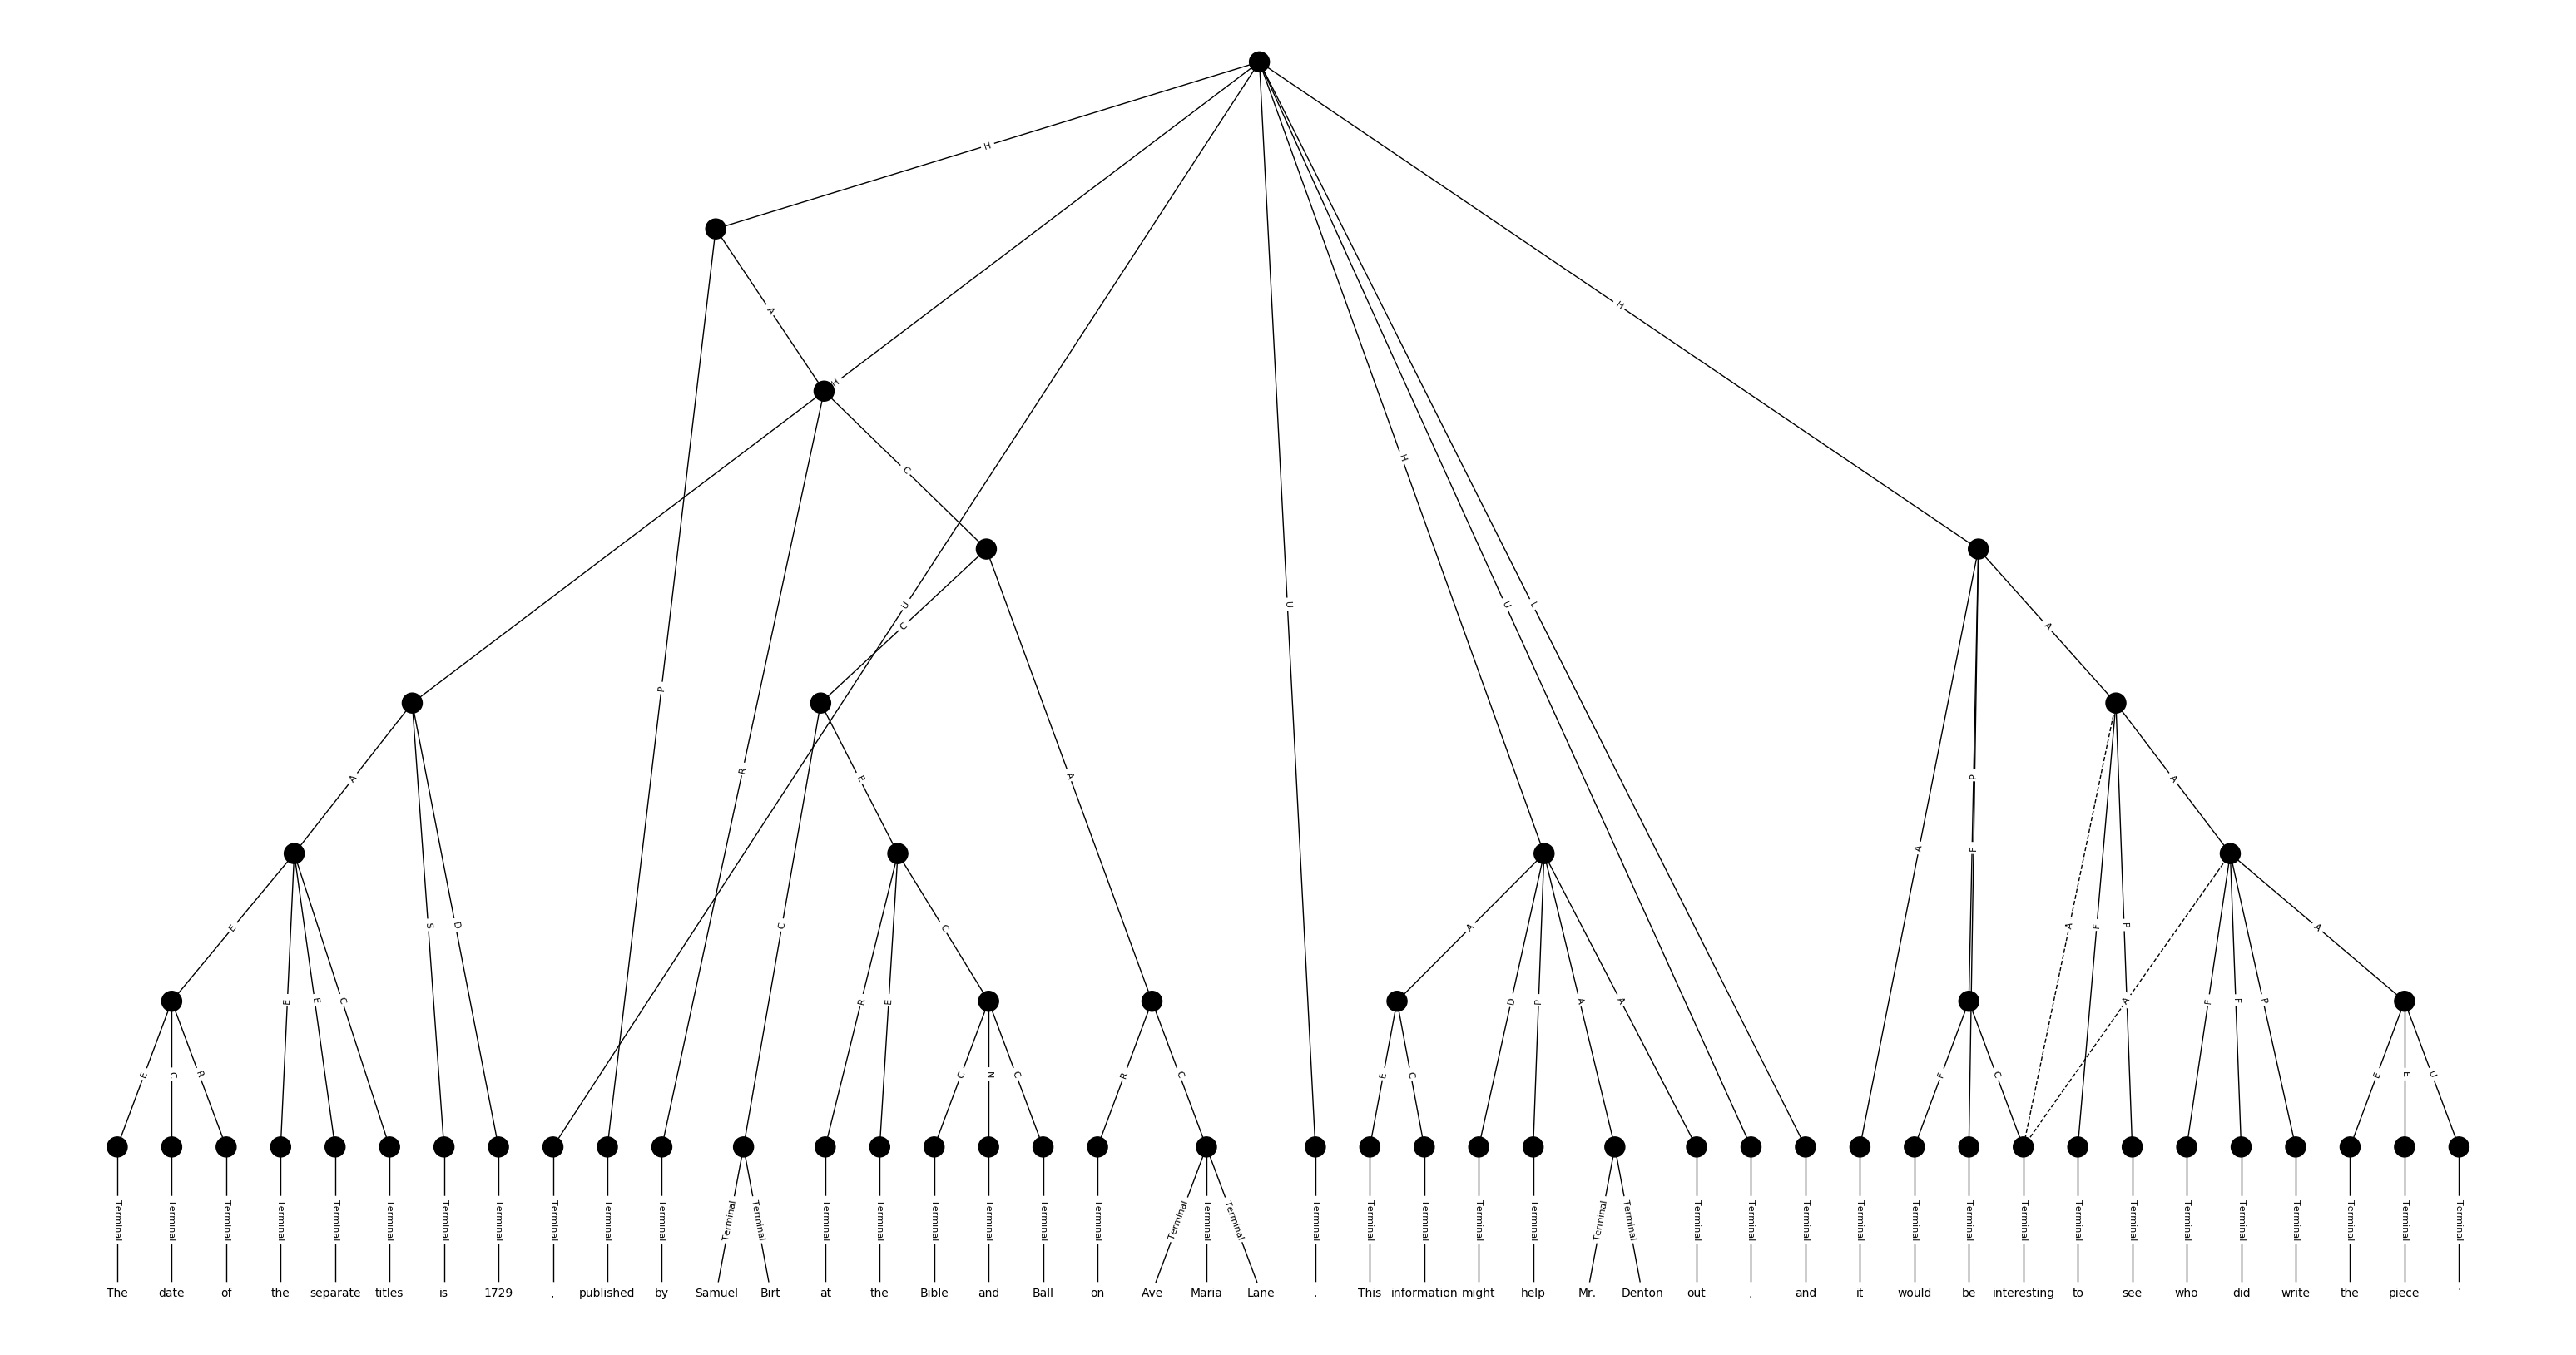 H
A
H
H
C
P
U
C
R
U
H
U
L
A
P
F
A
A
S
D
E
C
E
A
A
F
P
A
E
E
E
C
R
E
C
A
D
P
A
A
A
F
F
P
E
C
R
C
N
C
R
C
E
C
F
C
E
E
U
Terminal Terminal Terminal Terminal Terminal Terminal Terminal Terminal Terminal Terminal Terminal Terminal Terminal Terminal Terminal Terminal Terminal Terminal Terminal Terminal Terminal Terminal Terminal Terminal Terminal Terminal Terminal Terminal Terminal Terminal Terminal Terminal Terminal Terminal Terminal Terminal Terminal Terminal Terminal Terminal Terminal Terminal Terminal Terminal
The date of the separate titles is 1729 , published by Samuel Birt at the Bible and Ball on Ave Maria Lane . This information might help Mr. Denton out , and it would be interesting to see who did write the piece .